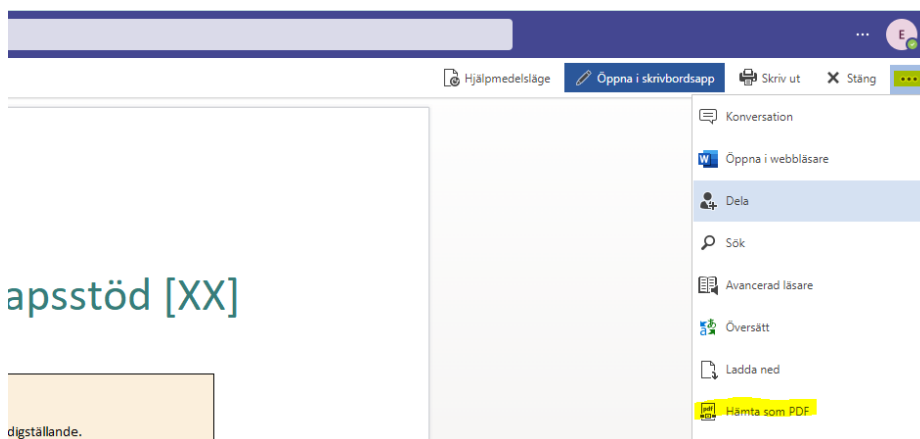 E
Hjälpmedelsläge Öppna i skrivbordsapp Skriv ut Stäng
Konversation
Öppna i webbläsare
Dela
Sök
Avancerad läsare
Översätt
Ladda ned
pdf Hämta som PDF
apsstöd [XX]
digställande.